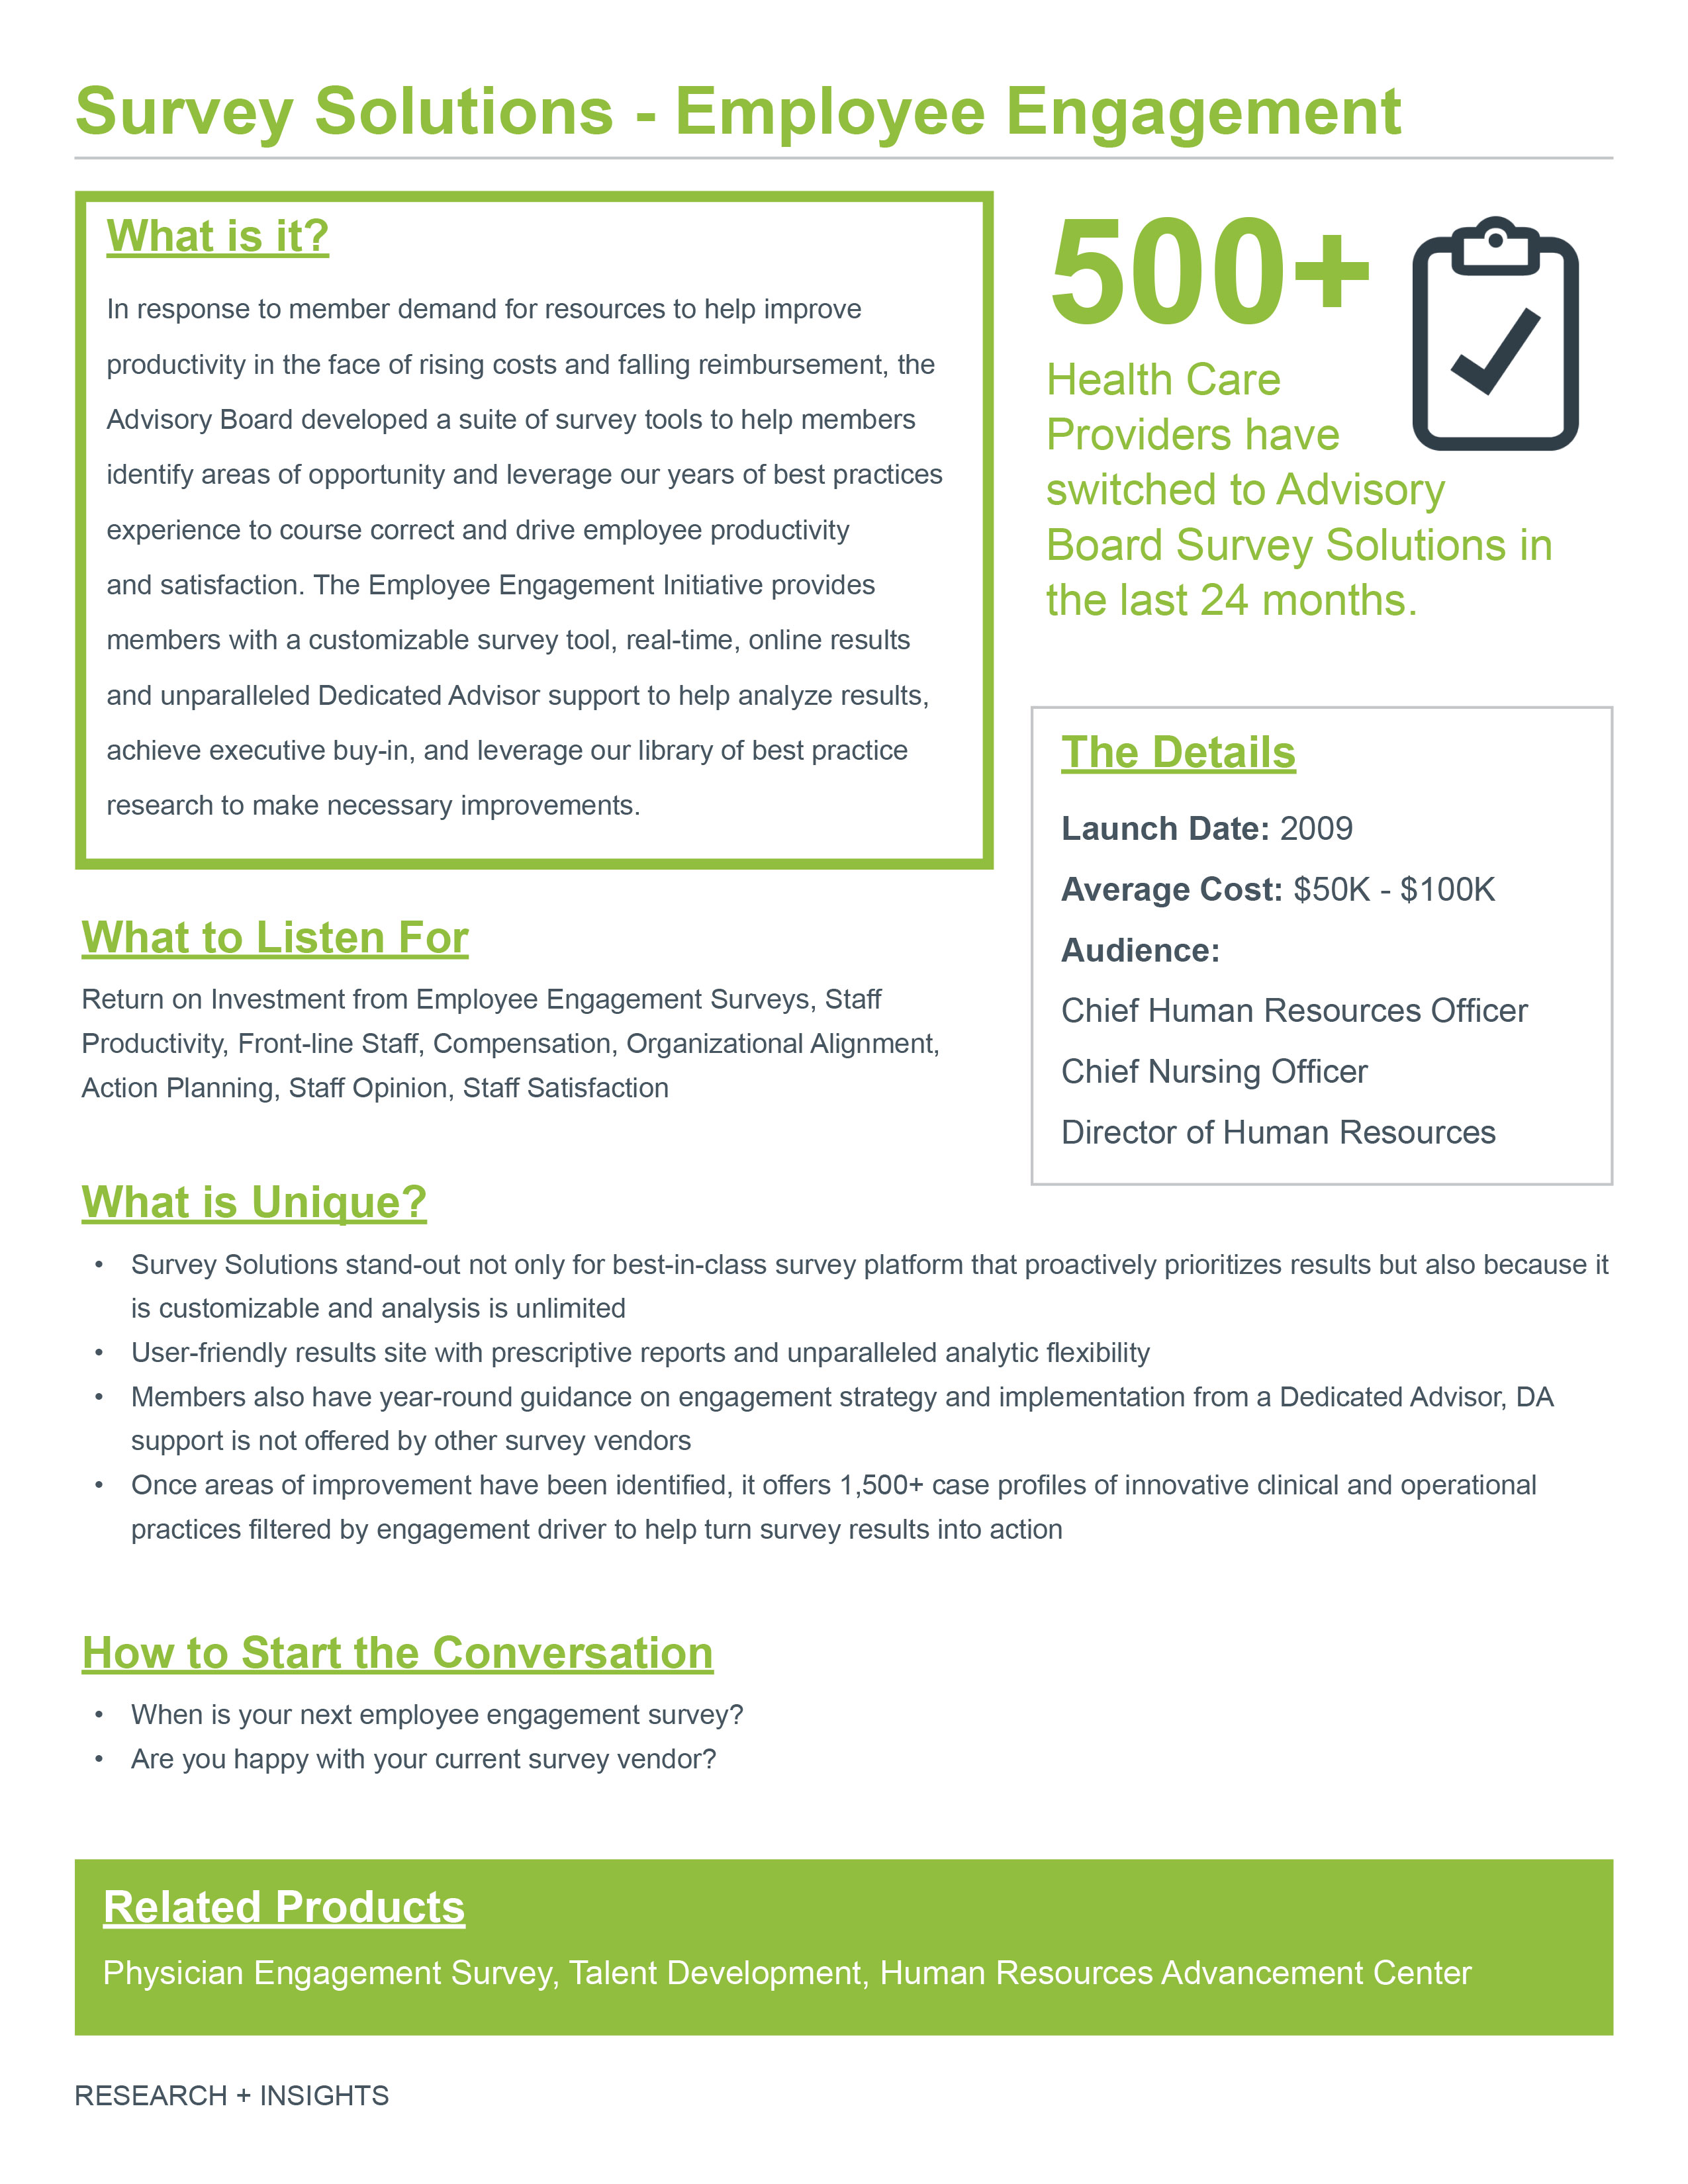 Survey Solutions - Employee Engagement
What is it?
In response to member demand for resources to help improve
productivity in the face of rising costs and falling reimbursement, the
Advisory Board developed a suite of survey tools to help members
identify areas of opportunity and leverage our years of best practices
experience to course correct and drive employee productivity
and satisfaction. The Employee Engagement Initiative provides
members with a customizable survey tool, real-time, online results
and unparalleled Dedicated Advisor support to help analyze results,
achieve executive buy-in, and leverage our library of best practice
research to make necessary improvements.
500+
Health Care
Providers have
switched to Advisory
Board Survey Solutions in
the last 24 months.
The Details
Launch Date: 2009
Average Cost: $50K - $100K
Audience:
Chief Human Resources Officer
Chief Nursing Officer
Director of Human Resources
What to Listen For
Return on Investment from Employee Engagement Surveys, Staff
Productivity, Front-line Staff, Compensation, Organizational Alignment,
Action Planning, Staff Opinion, Staff Satisfaction
What is Unique?
• Survey Solutions stand-out not only for best-in-class survey platform that proactively prioritizes results but also because it
is customizable and analysis is unlimited
• User-friendly results site with prescriptive reports and unparalleled analytic flexibility
• Members also have year-round guidance on engagement strategy and implementation from a Dedicated Advisor, DA
support is not offered by other survey vendors
• Once areas of improvement have been identified, it offers 1,500+ case profiles of innovative clinical and operational
practices filtered by engagement driver to help turn survey results into action
How to Start the Conversation
• When is your next employee engagement survey?
• Are you happy with your current survey vendor?
Related Products
Physician Engagement Survey, Talent Development, Human Resources Advancement Center
RESEARCH + INSIGHTS